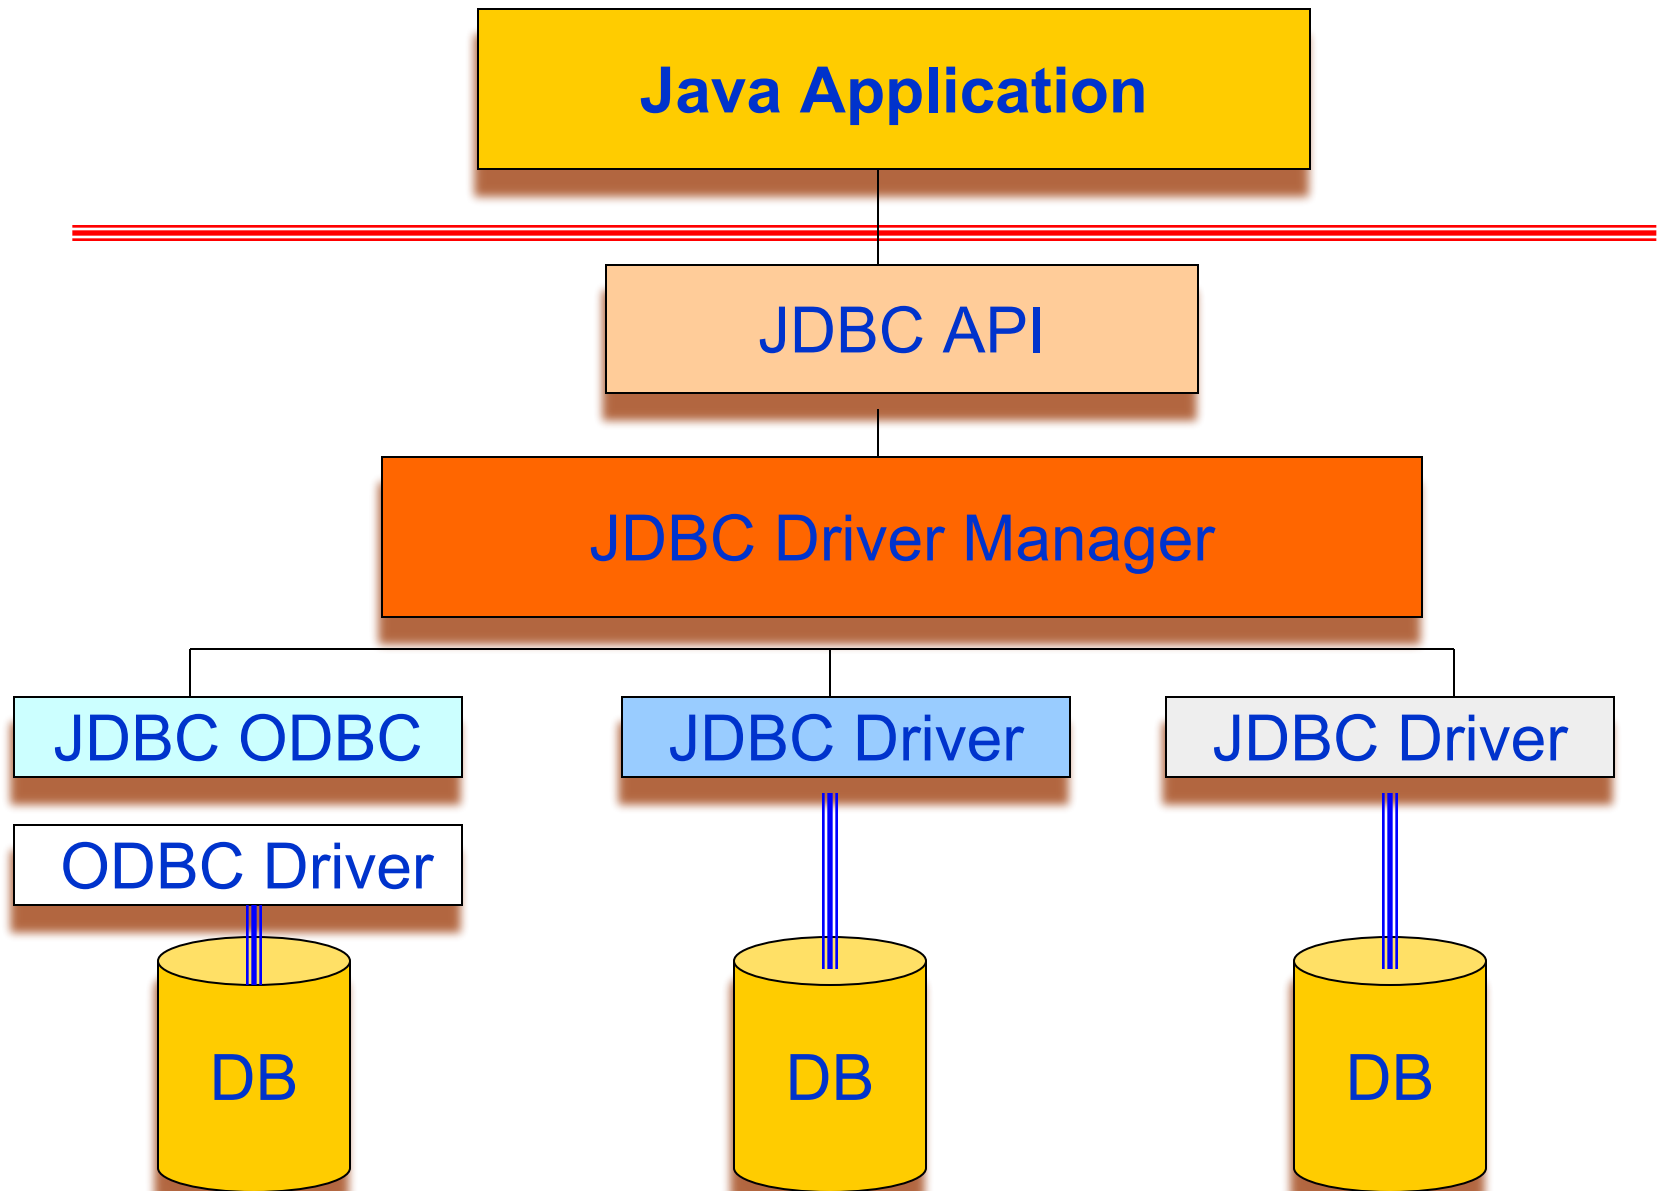 Java Application
JDBC API
JDBC Driver Manager
JDBC ODBC
JDBC Driver
JDBC Driver
ODBC Driver
DB
DB
DB